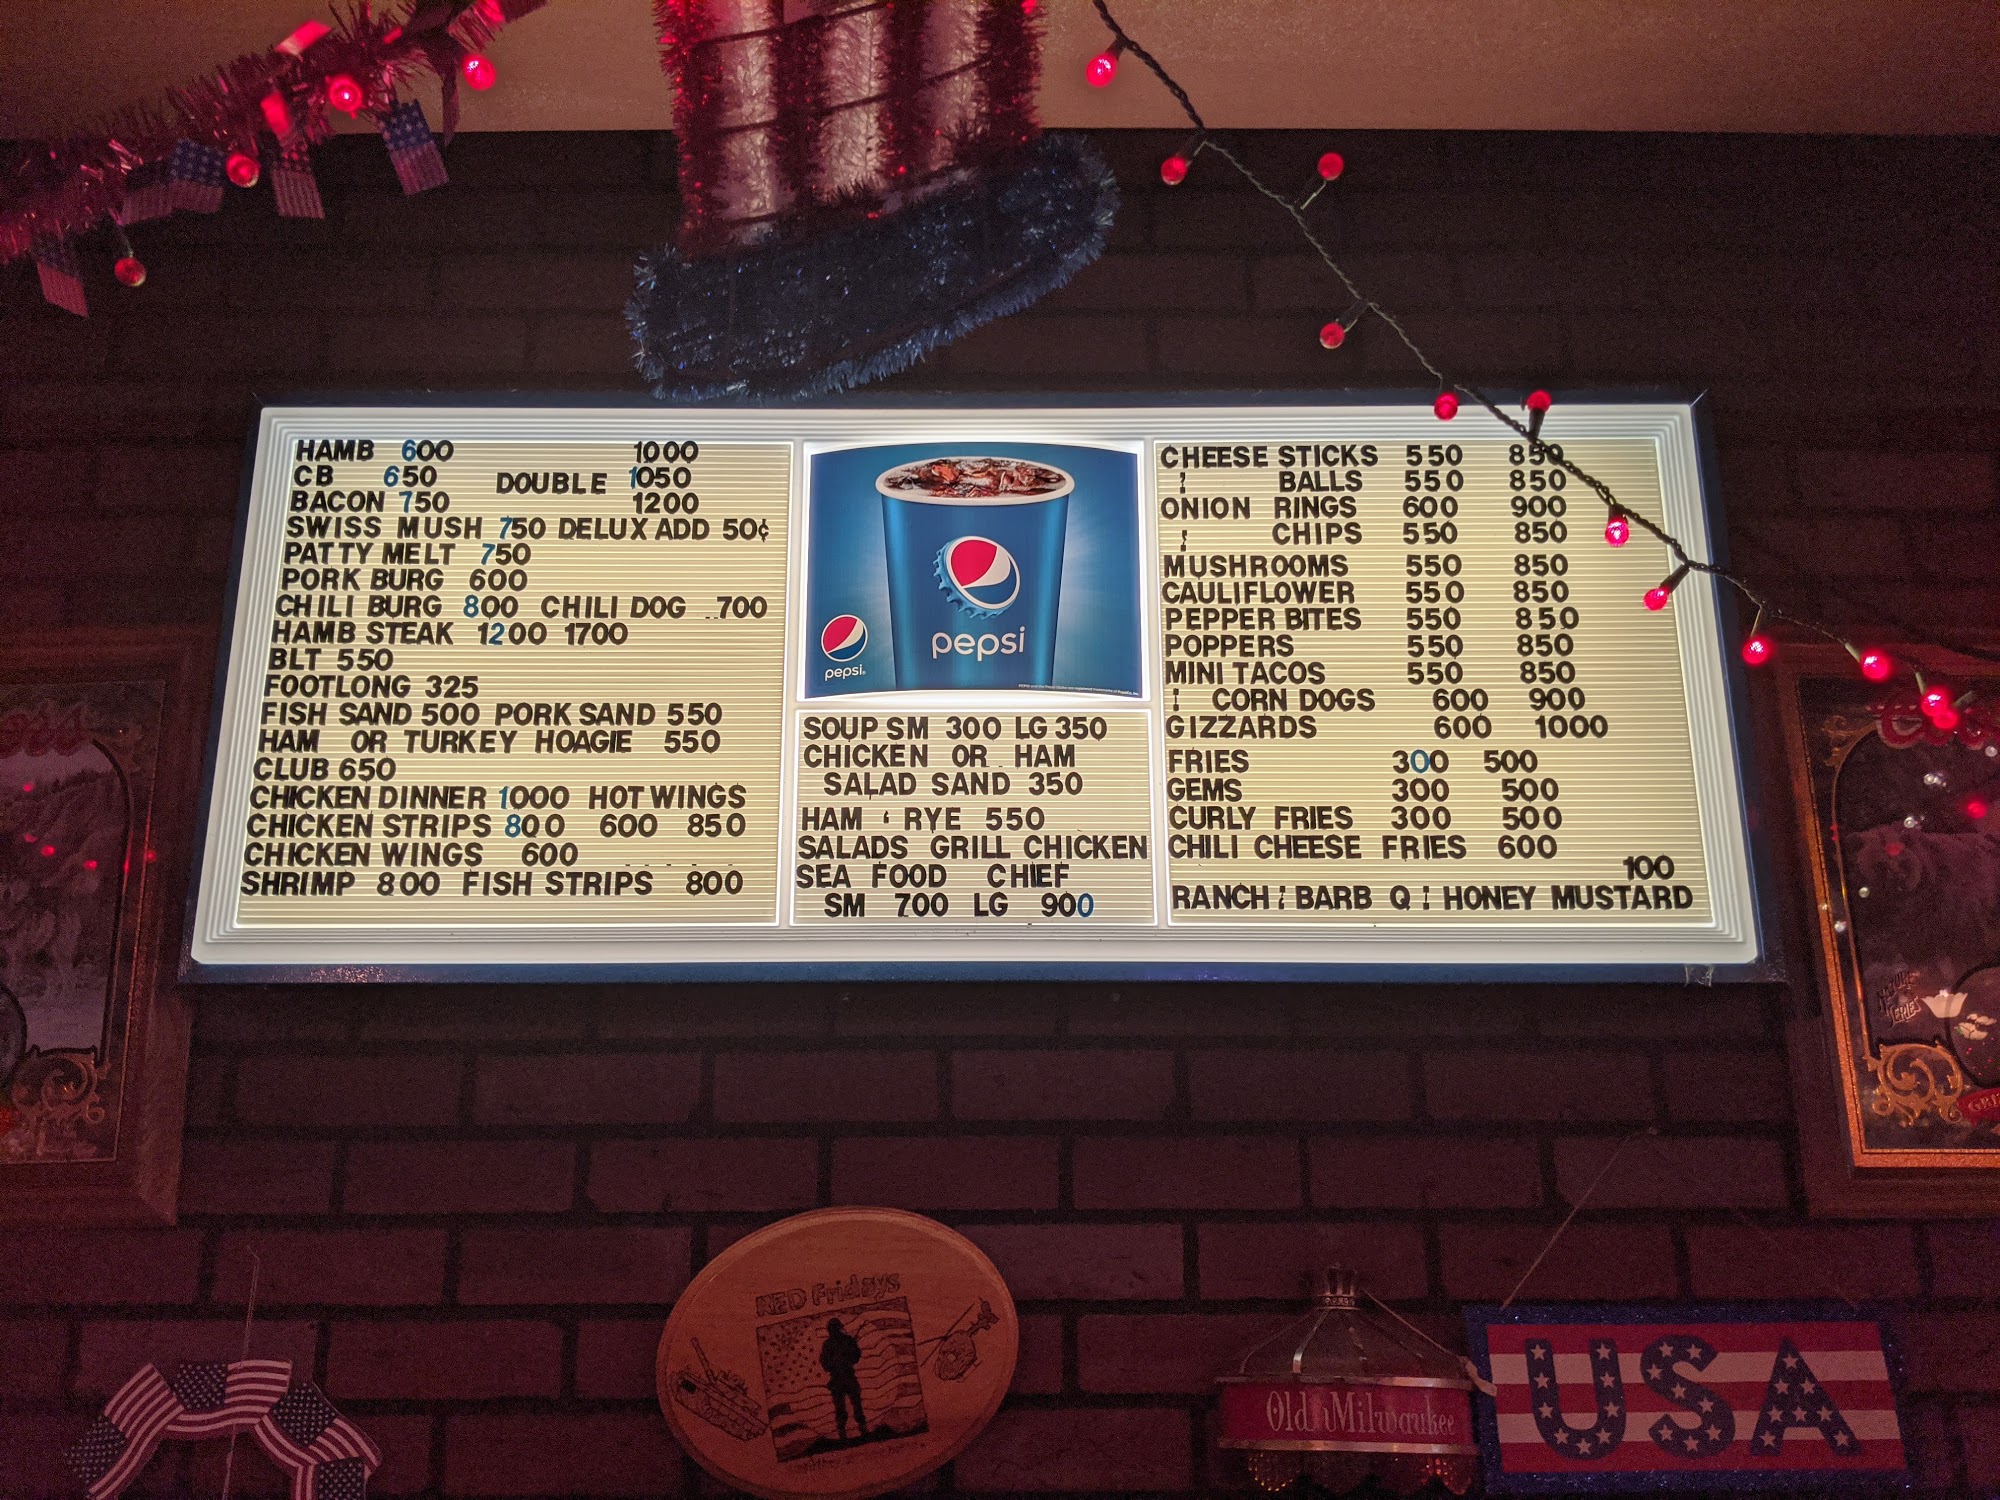 HAMB 600 1000
CB 650 DOUBLE 1050
BACON 750 1200
SWISS MUSH 750 DELUX ADD 50¢
PATTY MELT 750
PORK BURG 600
CHILI BURG 800 CHILI DOG 700
HAMB STEAK 1200 1700
BLT 550
FOOTLONG 325
FISH SAND 500 PORK SAND 550
HAM OR TURKEY HOAGIE 550
CLUB 650
CHICKEN DINNER 1000 HOT WINGS
CHICKEN STRIPS 800 600 850
CHICKEN WINGS 600
SHRIMP 800 FISH STRIPS 800
pepsi
pepsi
SOUP SM 300 LG 350
CHICKEN OR HAM
SALAD SAND 350
HAM ' RYE 550
SALADS GRILL CHICKEN
SEA FOOD CHIEF
SM 700 LG 900
CHEESE STICKS 550 850
BALLS 550 850
ONION RINGS 600 900
CHIPS 550 850
MUSHROOMS 550 850
CAULIFLOWER 550 850
PEPPER BITES 550 850
POPPERS 550 850
MINI TACOS 550 850
CORN DOGS 600 900
GIZZARDS 600 1000
FRIES 300 500
GEMS 300 500
CURLY FRIES 300 500
CHILI CHEESE FRIES 600
100
RANCH : BARB Q : HONEY MUSTARD
RED Fridays
Old Milwaukee
USA